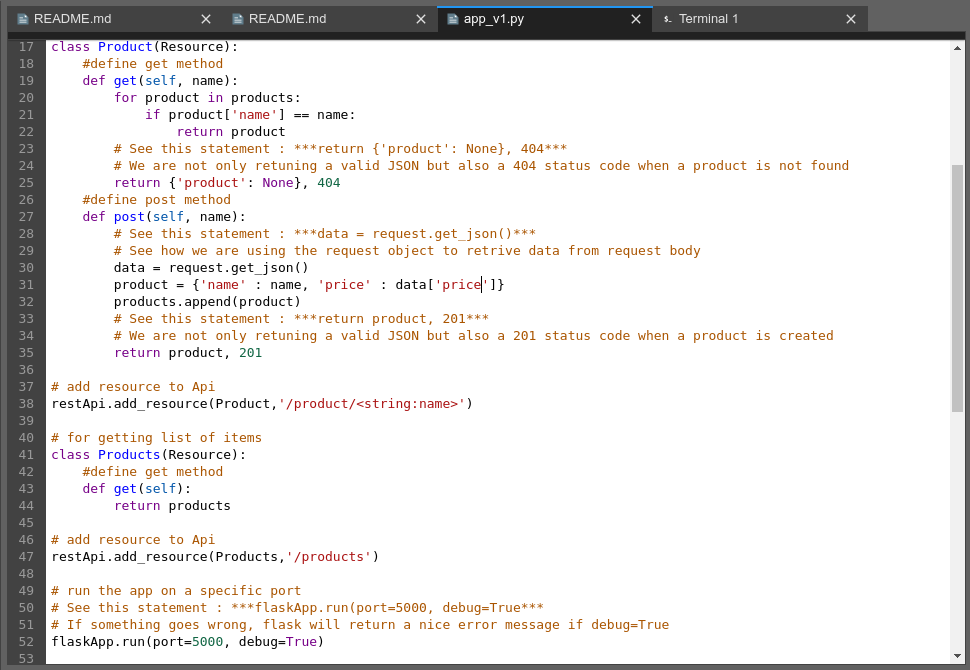 README.md
README.md
app_v1.py
Terminal 1
17 class Product(Resource):
18     #define get method
19     def get(self, name):
20         for product in products:
21             if product['name'] == name:
22                 return product
23         # See this statement : ***return {'product': None}, 404***
24         # We are not only retuning a valid JSON but also a 404 status code when a product is not found
25         return {'product': None}, 404
26     #define post method
27     def post(self, name):
28         # See this statement : ***data = request.get_json()***
29         # See how we are using the request object to retrive data from request body
30         data = request.get_json()
31         product = {'name' : name, 'price' : data['price']}
32         products.append(product)
33         # See this statement : ***return product, 201***
34         # We are not only retuning a valid JSON but also a 201 status code when a product is created
35         return product, 201
36
37 # add resource to Api
38 restApi.add_resource(Product,'/product/<string:name>')
39
40 # for getting list of items
41 class Products(Resource):
42     #define get method
43     def get(self):
44         return products
45
46 # add resource to Api
47 restApi.add_resource(Products,'/products')
48
49 # run the app on a specific port
50 # See this statement : ***flaskApp.run(port=5000, debug=True***
51 # If something goes wrong, flask will return a nice error message if debug=True
52 flaskApp.run(port=5000, debug=True)
53